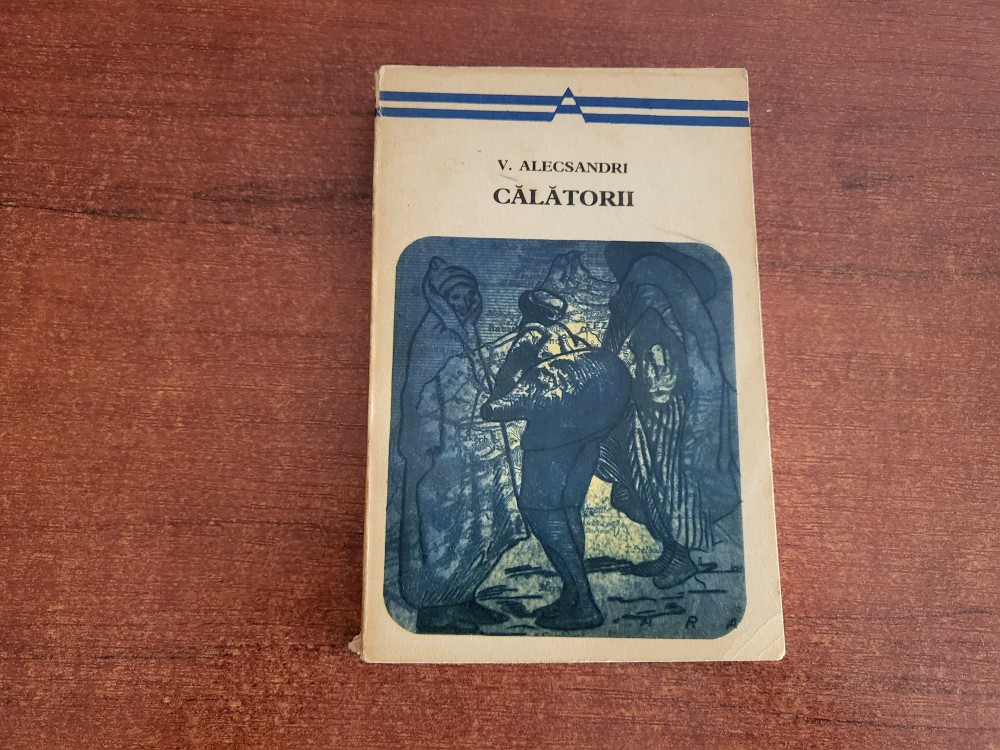 V. ALECSANDRI
CĂLĂTORII
A R A